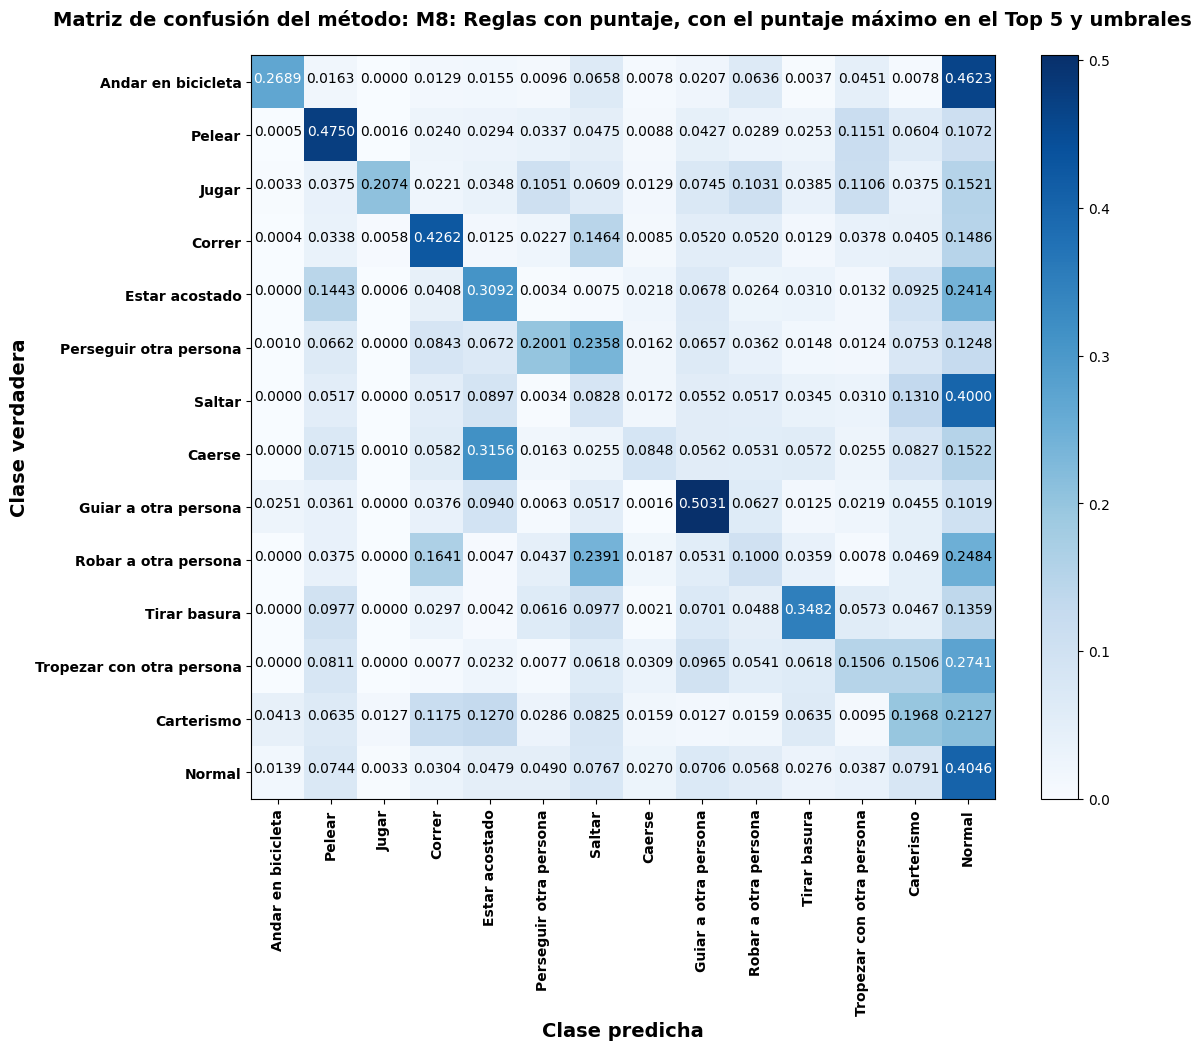 Matriz de confusión del método: M8: Reglas con puntaje, con el puntaje máximo en el Top 5 y umbrales
Clase verdadera
Andar en bicicleta 0.2689 0.0163 0.0000 0.0129 0.0155 0.0096 0.0658 0.0078 0.0207 0.0636 0.0037 0.0451 0.0078 0.4623
Pelear 0.0005 0.4750 0.0016 0.0240 0.0294 0.0337 0.0475 0.0088 0.0427 0.0289 0.0253 0.1151 0.0604 0.1072
Jugar 0.0033 0.0375 0.2074 0.0221 0.0348 0.1051 0.0609 0.0129 0.0745 0.1031 0.0385 0.1106 0.0375 0.1521
Correr 0.0004 0.0338 0.0058 0.4262 0.0125 0.0227 0.1464 0.0085 0.0520 0.0520 0.0129 0.0378 0.0405 0.1486
Estar acostado 0.0000 0.1443 0.0006 0.0408 0.3092 0.0034 0.0075 0.0218 0.0678 0.0264 0.0310 0.0132 0.0925 0.2414
Perseguir otra persona 0.0010 0.0662 0.0000 0.0843 0.0672 0.2001 0.2358 0.0162 0.0657 0.0362 0.0148 0.0124 0.0753 0.1248
Saltar 0.0000 0.0517 0.0000 0.0517 0.0897 0.0034 0.0828 0.0172 0.0552 0.0517 0.0345 0.0310 0.1310 0.4000
Caerse 0.0000 0.0715 0.0010 0.0582 0.3156 0.0163 0.0255 0.0848 0.0562 0.0531 0.0572 0.0255 0.0827 0.1522
Guiar a otra persona 0.0251 0.0361 0.0000 0.0376 0.0940 0.0063 0.0517 0.0016 0.5031 0.0627 0.0125 0.0219 0.0455 0.1019
Robar a otra persona 0.0000 0.0375 0.0000 0.1641 0.0047 0.0437 0.2391 0.0187 0.0531 0.1000 0.0359 0.0078 0.0469 0.2484
Tirar basura 0.0000 0.0977 0.0000 0.0297 0.0042 0.0616 0.0977 0.0021 0.0701 0.0488 0.3482 0.0573 0.0467 0.1359
Tropezar con otra persona 0.0000 0.0811 0.0000 0.0077 0.0232 0.0077 0.0618 0.0309 0.0965 0.0541 0.0618 0.1506 0.1506 0.2741
Carterismo 0.0413 0.0635 0.0127 0.1175 0.1270 0.0286 0.0825 0.0159 0.0127 0.0159 0.0635 0.0095 0.1968 0.2127
Normal 0.0139 0.0744 0.0033 0.0304 0.0479 0.0490 0.0767 0.0270 0.0706 0.0568 0.0276 0.0387 0.0791 0.4046
Andar en bicicleta
Pelear
Jugar
Correr
Estar acostado
Perseguir otra persona
Saltar
Caerse
Guiar a otra persona
Robar a otra persona
Tirar basura
Tropezar con otra persona
Carterismo
Normal
Clase predicha
0.5
0.4
0.3
0.2
0.1
0.0